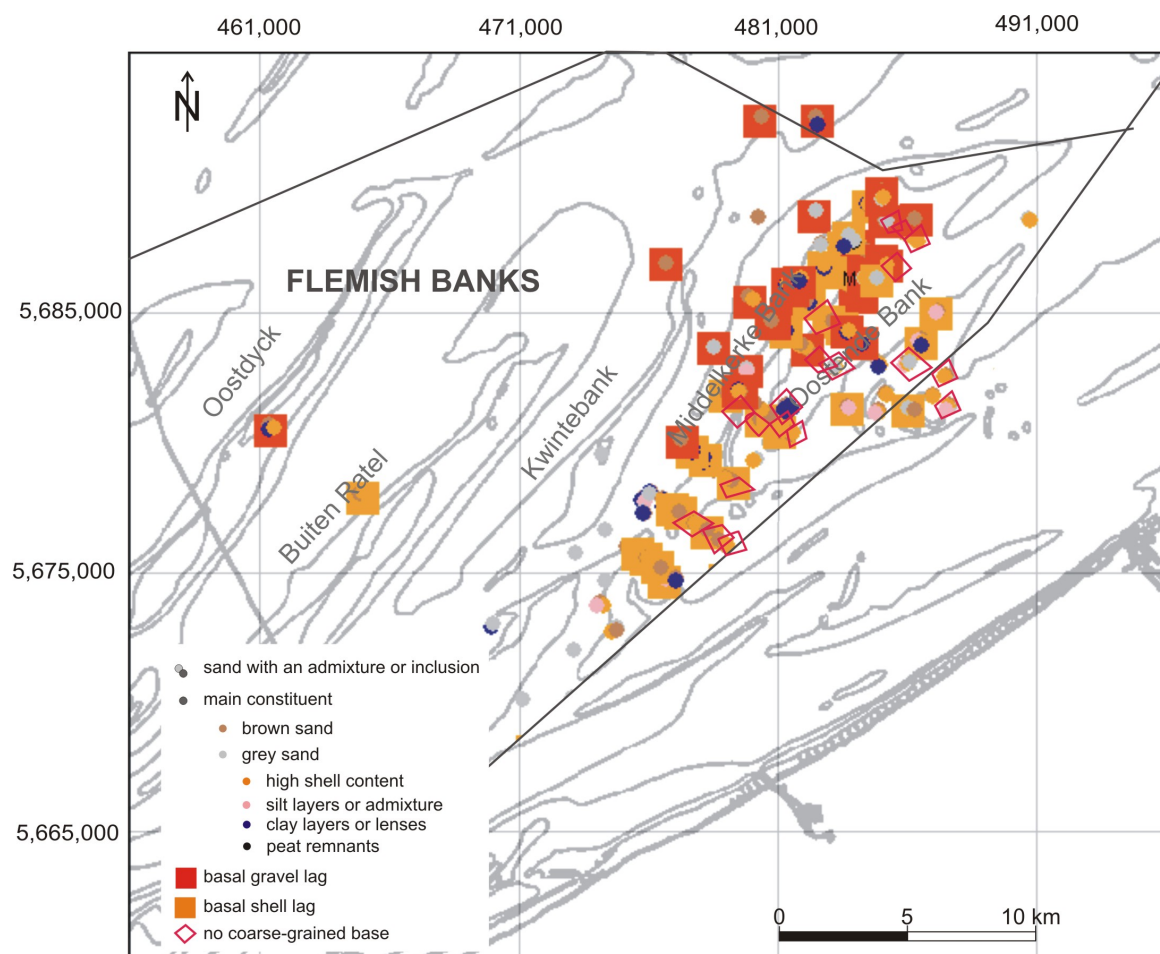 461,000 471,000 481,000 491,000
N
FLEMISH BANKS
M
5,685,000
Oostdyck
Buiten Ratel
Kwintebank
Middelkerke Bank
Oostende Bank
5,675,000
sand with an admixture or inclusion
main constituent
brown sand
grey sand
high shell content
silt layers or admixture
clay layers or lenses
peat remnants
5,665,000
basal gravel lag
basal shell lag
no coarse-grained base
0 5 10 km